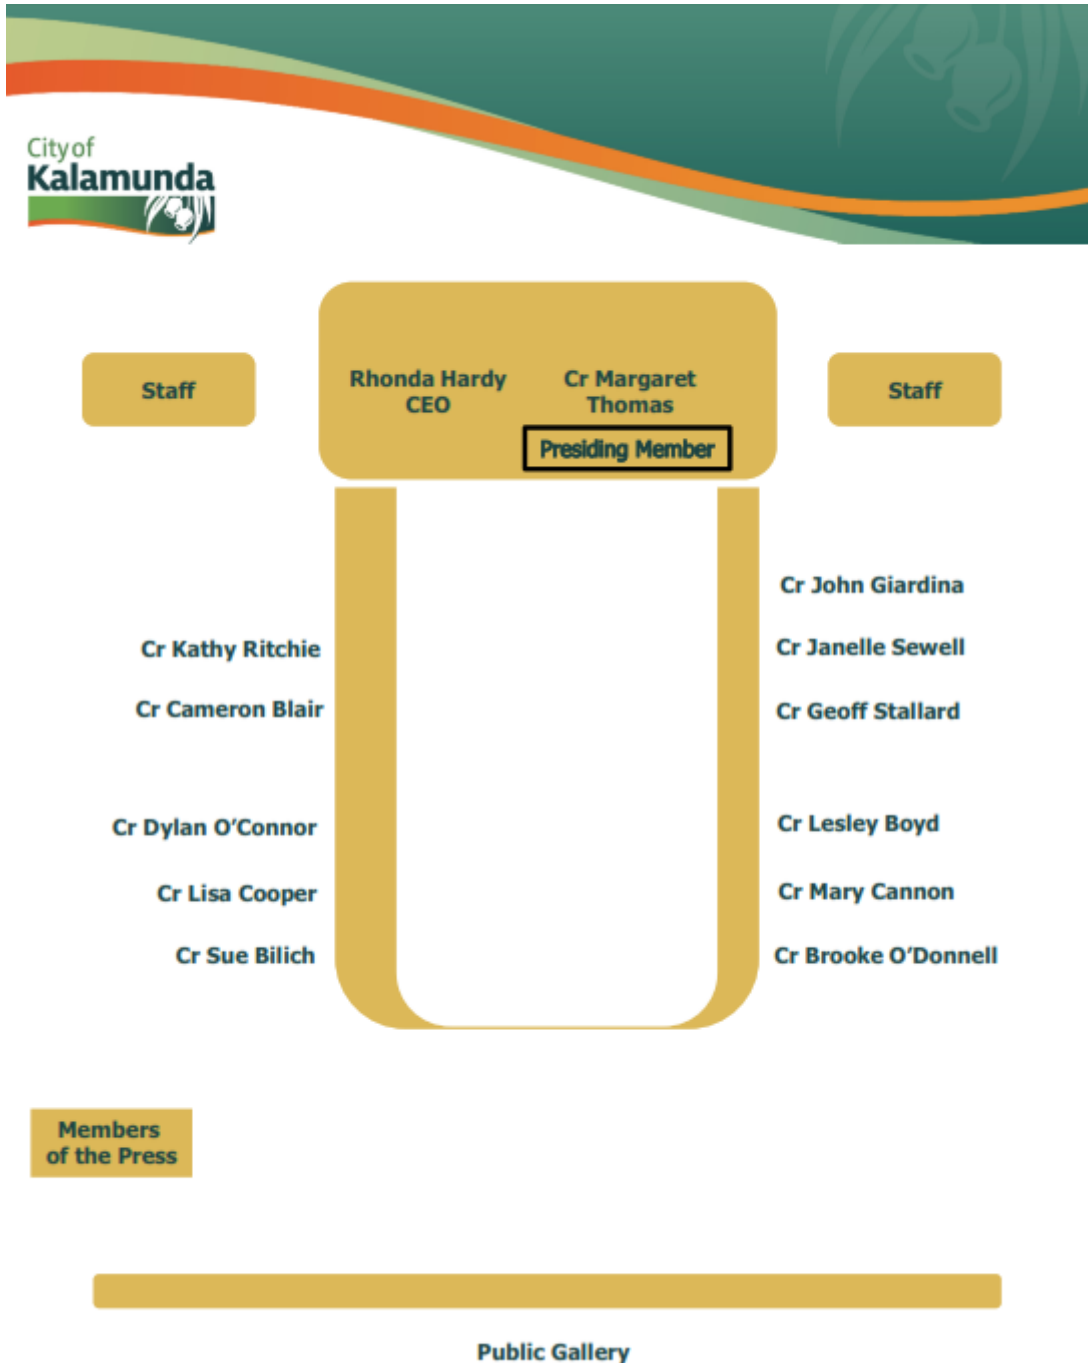 City of
Kalamunda
Staff
Rhonda Hardy
CEO
Cr Margaret
Thomas
Presiding Member
Staff
Cr John Giardina
Cr Kathy Ritchie
Cr Janelle Sewell
Cr Cameron Blair
Cr Geoff Stallard
Cr Dylan O’Connor
Cr Lesley Boyd
Cr Lisa Cooper
Cr Mary Cannon
Cr Sue Bilich
Cr Brooke O’Donnell
Members
of the Press
Public Gallery